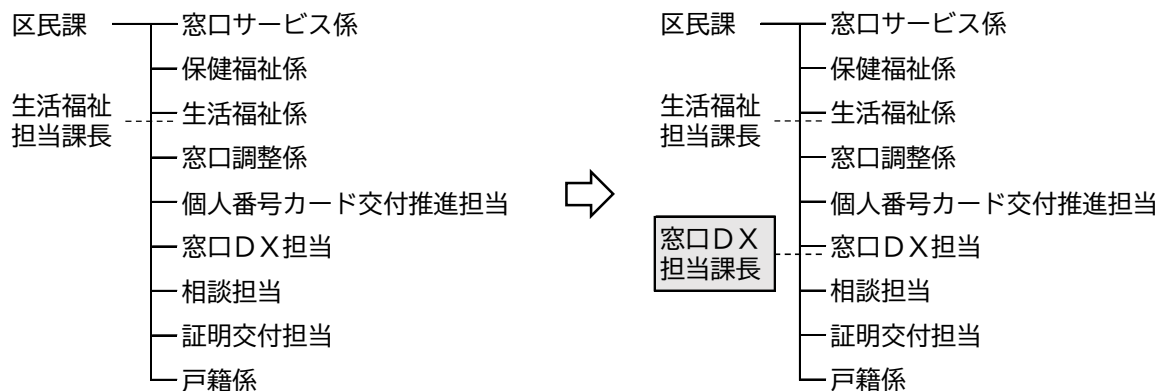 区民課
窓口サービス係
保健福祉係
生活福祉
担当課長
生活福祉係
窓口調整係
個人番号カード交付推進担当
窓口ＤＸ担当
相談担当
証明交付担当
戸籍係
区民課
窓口サービス係
保健福祉係
生活福祉
担当課長
生活福祉係
窓口調整係
個人番号カード交付推進担当
窓口ＤＸ
担当課長
窓口ＤＸ担当
相談担当
証明交付担当
戸籍係